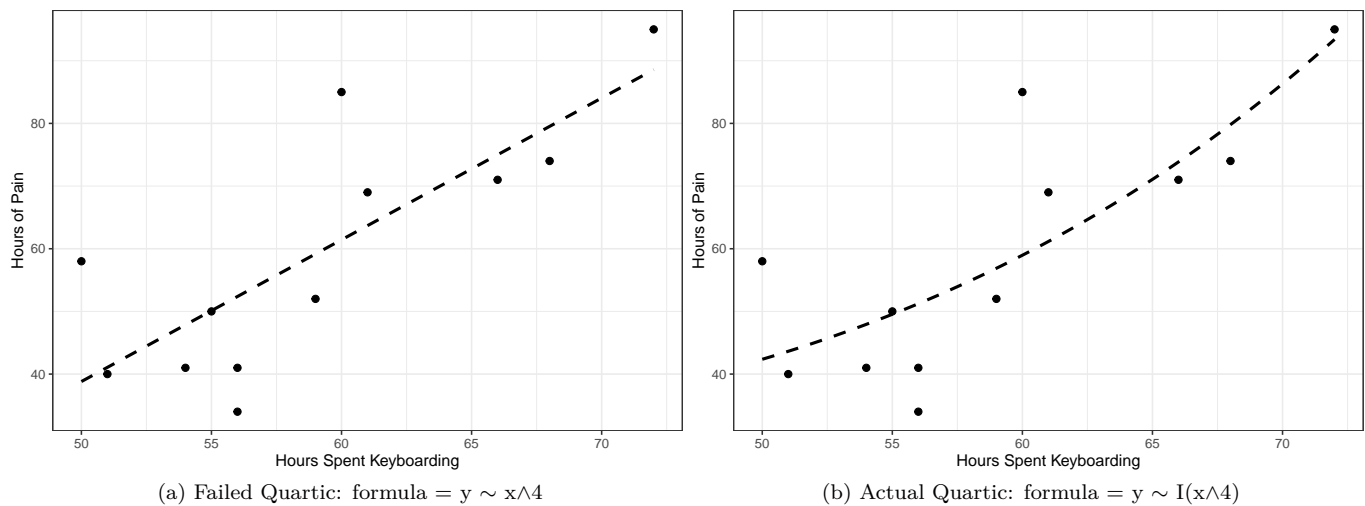 Hours of Pain
80
60
40
50
55
60
65
70
Hours Spent Keyboarding
(a) Failed Quartic: formula = y ∼ x∧4
Hours of Pain
80
60
40
50
55
60
65
70
Hours Spent Keyboarding
(b) Actual Quartic: formula = y ∼ I(x∧4)